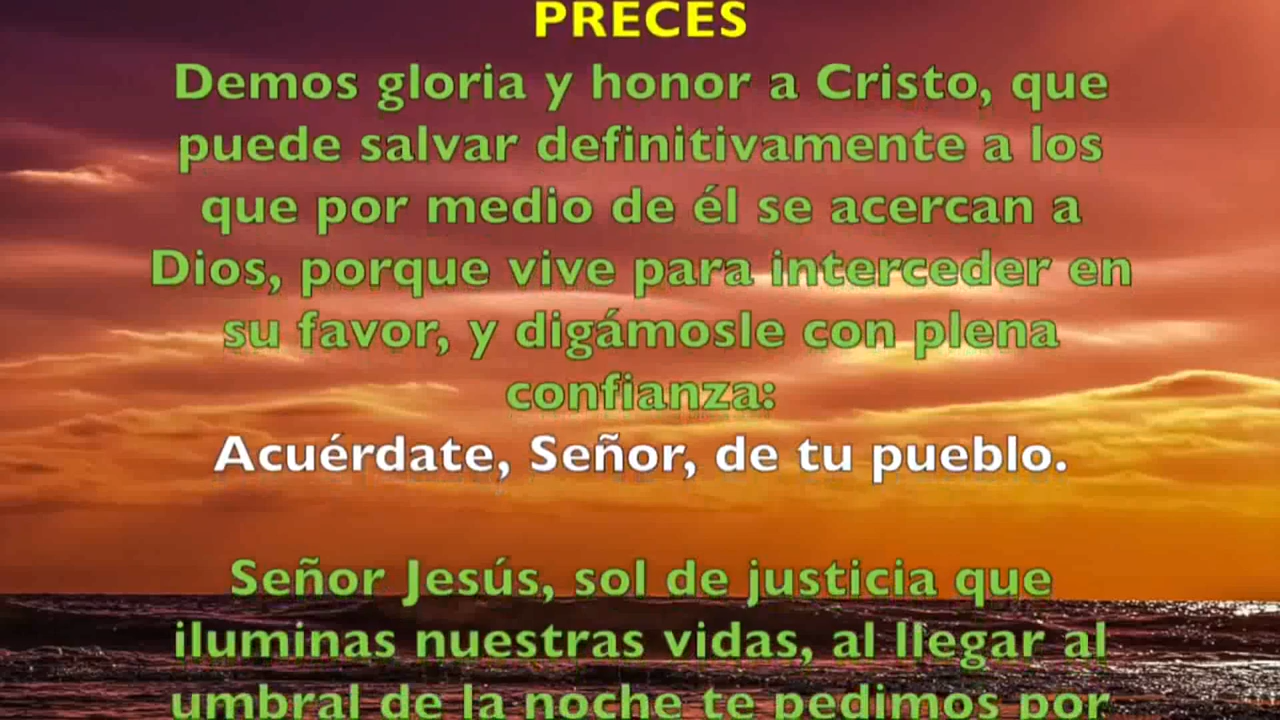 PRECES
Demos gloria y honor a Cristo, que
puede salvar definitivamente a los
que por medio de él se acercan a
Dios, porque vive para interceder en
su favor, y digámosle con plena
confianza:
Acuérdate, Señor, de tu pueblo.
Señor Jesús, sol de justicia que
iluminas nuestras vidas, al llegar al
umbral de la noche te pedimos por